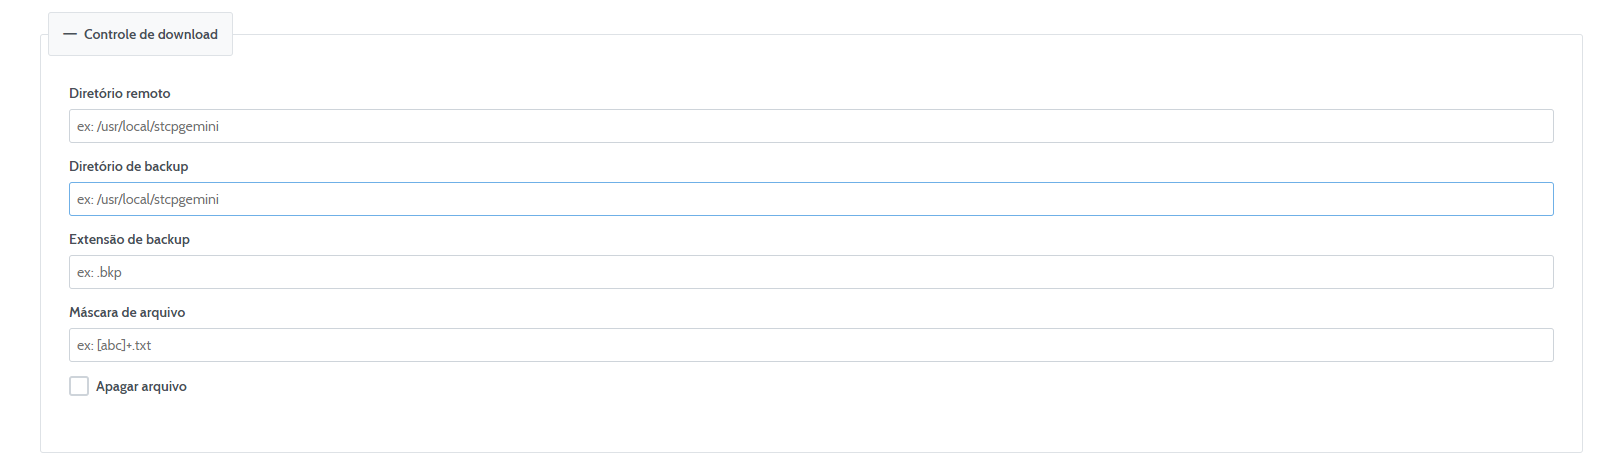 Controle de download
Diretório remoto
ex: /usr/local/stcpgemini
Diretório de backup
ex: /usr/local/stcpgemini
Extensão de backup
ex: .bkp
Máscara de arquivo
ex: [abc]+.txt
Apagar arquivo